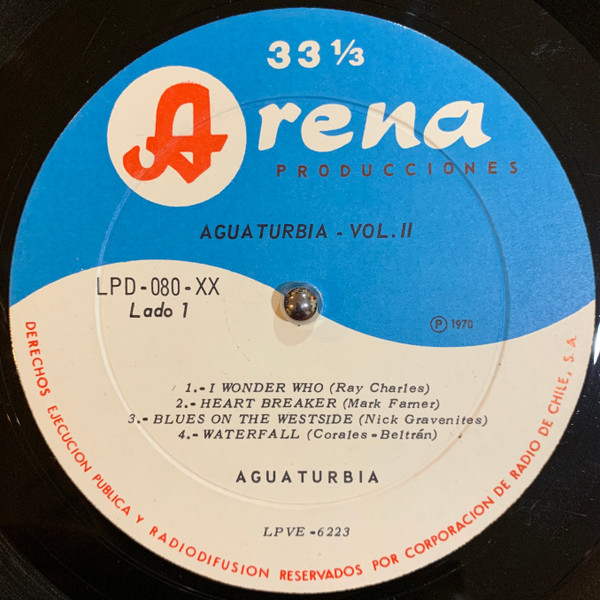 33 1/3
Arena
PRODUCCIONES
AGUATURBIA - VOL. II
LPD-080-XX
Lado 1
Ⓟ 1970
1.- I WONDER WHO (Ray Charles)
2.- HEART BREAKER (Mark Farner)
3.- BLUES ON THE WESTSIDE (Nick Gravenites)
4.- WATERFALL (Corales - Beltrán)
AGUATURBIA
LPVE -6223
DERECHOS EJECUCION PUBLICA Y RADIODIFUSION RESERVADOS POR CORPORACION DE RADIO DE CHILE, S.A.